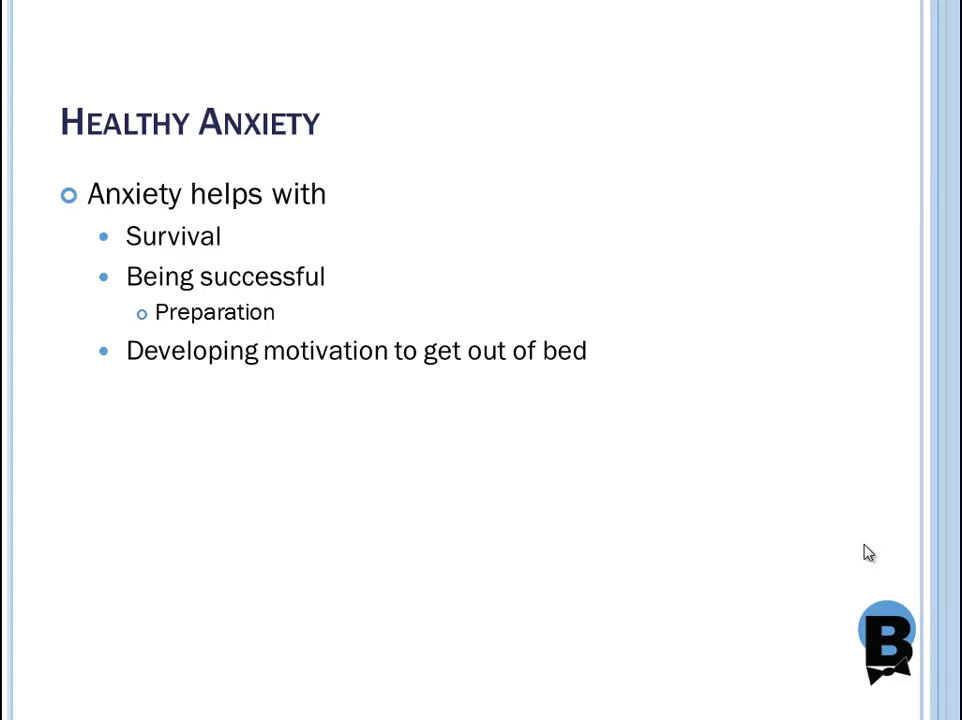 HEALTHY ANXIETY
Anxiety helps with
Survival
Being successful
Preparation
Developing motivation to get out of bed
B